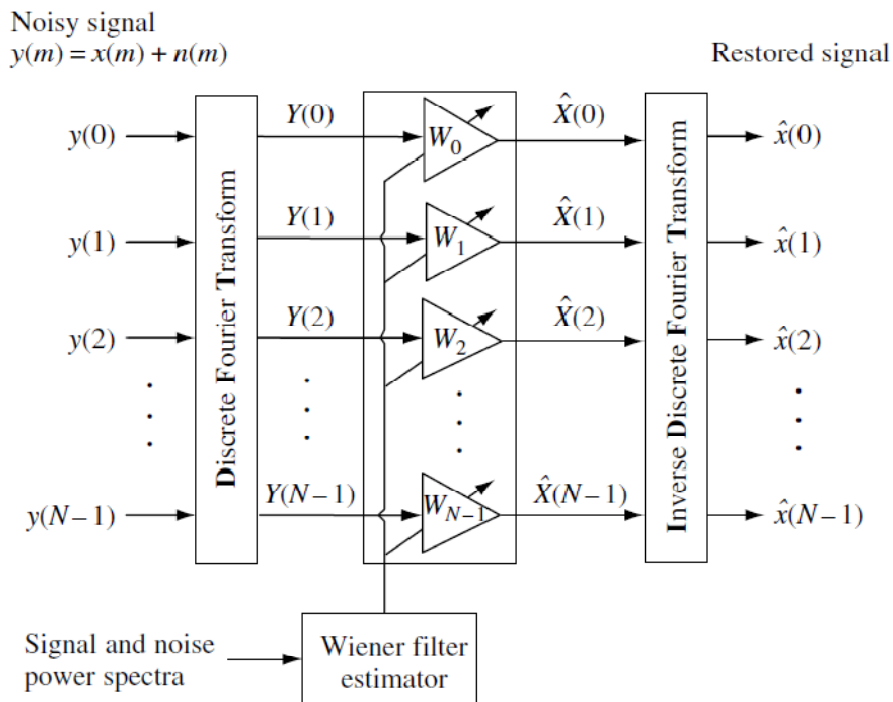 Noisy signal
y(m) = x(m) + n(m)
Restored signal
y(0)
Y(0)
W₀
X̂(0)
x̂(0)
y(1)
Y(1)
W₁
X̂(1)
x̂(1)
y(2)
Y(2)
W₂
X̂(2)
x̂(2)
y(N–1)
Y(N–1)
W_{N–1}
X̂(N–1)
x̂(N–1)
Discrete Fourier Transform
Inverse Discrete Fourier Transform
Signal and noise
power spectra
Wiener filter
estimator